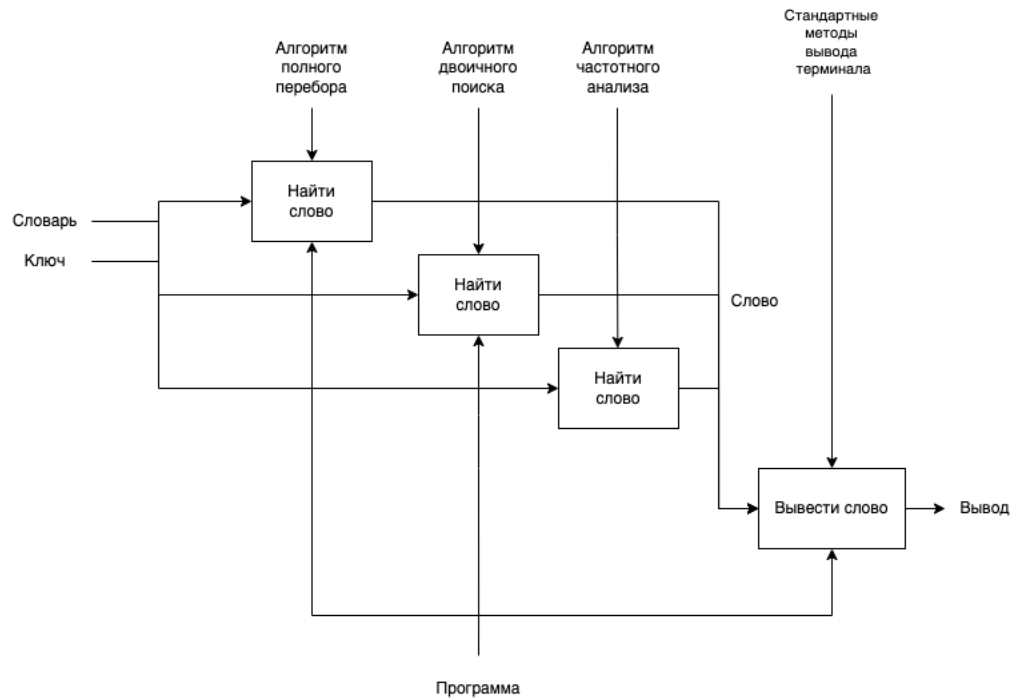 Стандартные
методы
вывода
терминала
Алгоритм
полного
перебора
Алгоритм
двоичного
поиска
Алгоритм
частотного
анализа
Найти
слово
Словарь
Ключ
Найти
слово
Слово
Найти
слово
Вывести слово
Вывод
Программа